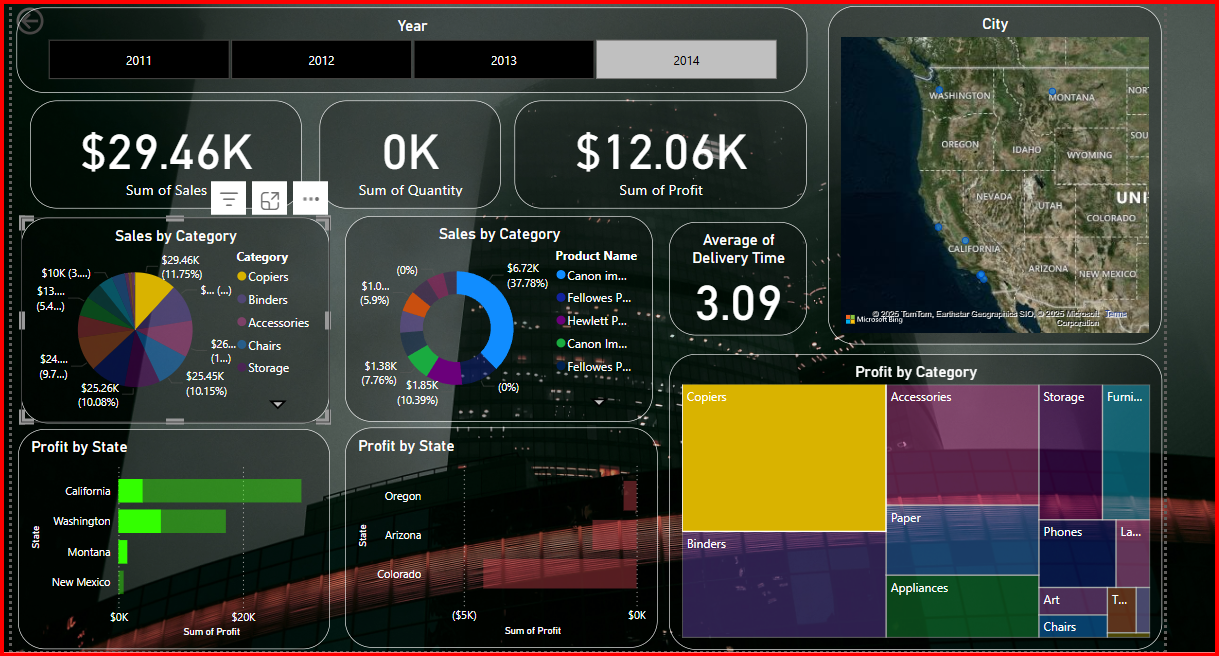 Year
2011
2012
2013
2014
$29.46K
Sum of Sales
0K
Sum of Quantity
$12.06K
Sum of Profit
City
WASHINGTON
MONTANA
NOR
OREGON
IDAHO
SOU
WYOMING
NEVADA
UTAH
UNI
COLORADO
CALIFORNIA
ARIZONA
NEW MEXICO
Microsoft Bing
© 2025 TomTom, Earthstar Geographics SIO, © 2025 Microsoft Corporation
Terms
Sales by Category
$29.46K
(11.75%)
$... (...)
$26...
(1...)
$25.45K
(10.15%)
$25.26K
(10.08%)
$24....
(9.7...)
$13....
(5.4...)
$10K (3....)
Category
Copiers
Binders
Accessories
Chairs
Storage
Sales by Category
$6.72K
(37.78%)
(0%)
$1.85K
(10.39%)
$1.38K
(7.76%)
$1.0...
(5.9%)
(0%)
Product Name
Canon im...
Fellowes P...
Hewlett P...
Canon Im...
Fellowes P...
Average of
Delivery Time
3.09
Profit by State
State
California
Washington
Montana
New Mexico
$0K
$20K
Sum of Profit
Profit by State
State
Oregon
Arizona
Colorado
($5K)
$0K
Sum of Profit
Profit by Category
Copiers
Binders
Accessories
Paper
Appliances
Storage
Furni...
Phones
La...
Art
T...
Chairs